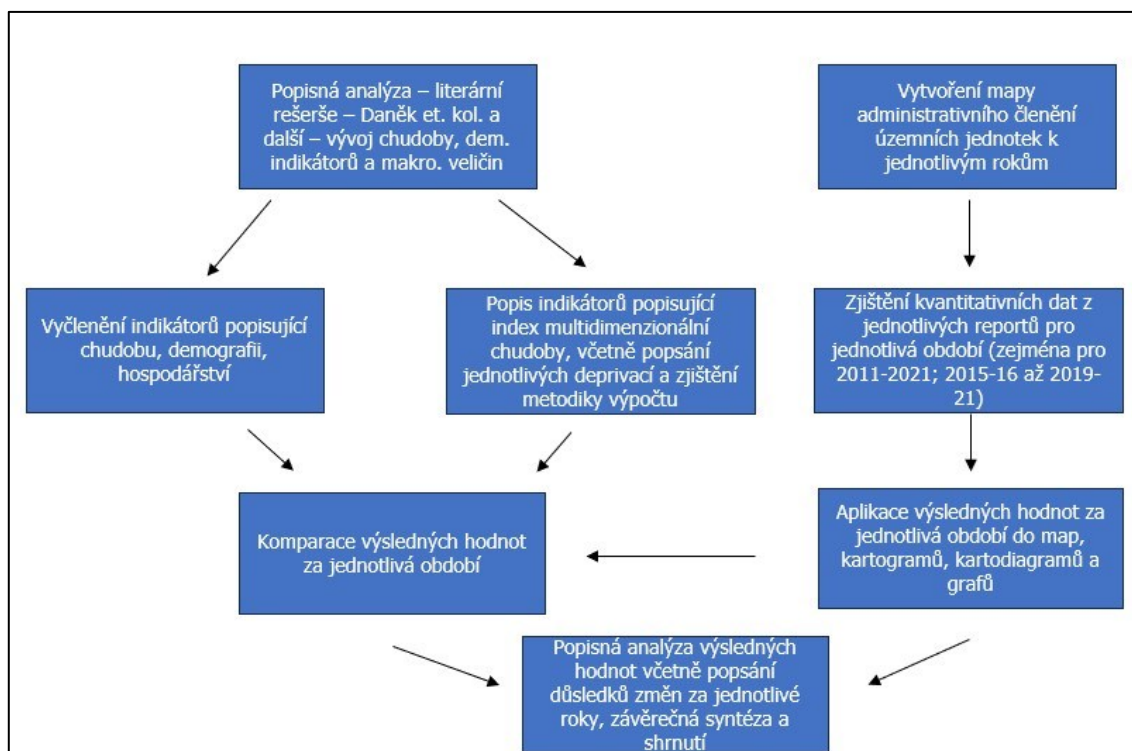 Popisná analýza – literární
rešerše – Daněk et. kol. a
další – vývoj chudoby, dem.
indikátorů a makro. veličin
Vytvoření mapy
administrativního členění
územních jednotek k
jednotlivým rokům
Vyčlenění indikátorů popisující
chudobu, demografii,
hospodářství
Popis indikátorů popisující
index multidimenzionální
chudoby, včetně popsání
jednotlivých deprivací a zjištění
metodiky výpočtu
Zjištění kvantitativních dat z
jednotlivých reportů pro
jednotlivá období (zejména pro
2011-2021; 2015-16 až 2019-
21)
Komparace výsledných hodnot
za jednotlivá období
Aplikace výsledných hodnot za
jednotlivá období do map,
kartogramů, kartodiagramů a
grafů
Popisná analýza výsledných
hodnot včetně popsání
důsledků změn za jednotlivé
roky, závěrečná syntéza a
shrnutí